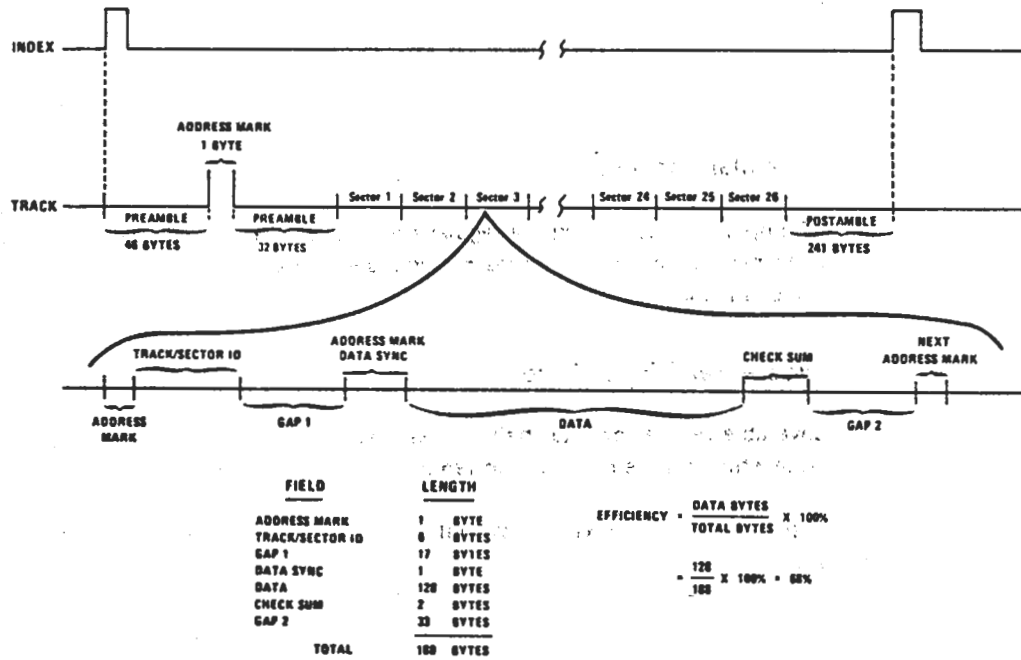 INDEX
ADDRESS MARK
1 BYTE
TRACK
Sector 1 Sector 2 Sector 3 Sector 24 Sector 25 Sector 26
PREAMBLE PREAMBLE POSTAMBLE
46 BYTES 32 BYTES 241 BYTES
TRACK/SECTOR ID
ADDRESS MARK
DATA SYNC
CHECK SUM
NEXT
ADDRESS MARK
ADDRESS
MARK
GAP 1 DATA GAP 2
FIELD LENGTH
ADDRESS MARK 1 BYTE
TRACK/SECTOR ID 6 BYTES
GAP 1 17 BYTES
DATA SYNC 1 BYTE
DATA 128 BYTES
CHECK SUM 2 BYTES
GAP 2 33 BYTES
TOTAL 188 BYTES
EFFICIENCY = DATA BYTES / TOTAL BYTES X 100%
= 128 / 188 X 100% = 68%